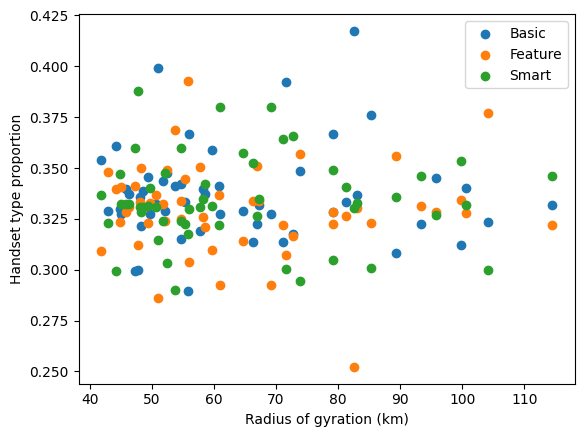 0.425
0.400
0.375
0.350
0.325
0.300
0.275
0.250
Handset type proportion
Basic
Feature
Smart
40 50 60 70 80 90 100 110
Radius of gyration (km)